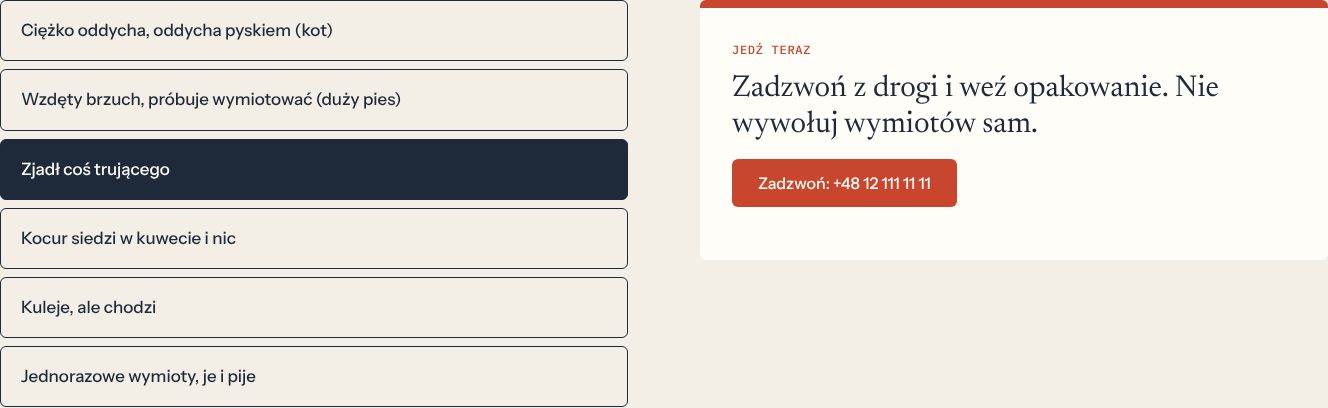 Ciężko oddycha, oddycha pyskiem (kot)
Wzdęty brzuch, próbuje wymiotować (duży pies)
Zjadł coś trującego
Kocur siedzi w kuwecie i nic
Kuleje, ale chodzi
Jednorazowe wymioty, je i pije
JEDŹ TERAZ
Zadzwoń z drogi i weź opakowanie. Nie
wywołuj wymiotów sam.
Zadzwoń: +48 12 111 11 11